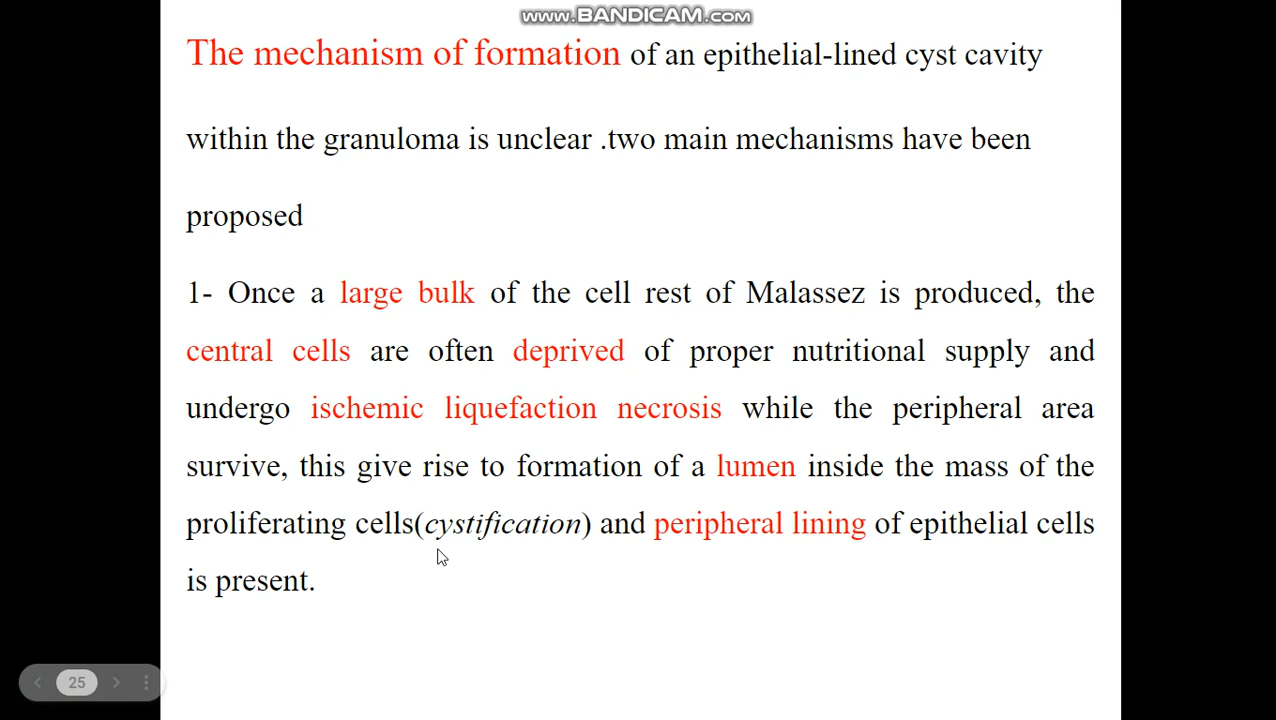 www.BANDICAM.com
The mechanism of formation of an epithelial-lined cyst cavity
within the granuloma is unclear .two main mechanisms have been
proposed
1- Once a large bulk of the cell rest of Malassez is produced, the
central cells are often deprived of proper nutritional supply and
undergo ischemic liquefaction necrosis while the peripheral area
survive, this give rise to formation of a lumen inside the mass of the
proliferating cells(cystification) and peripheral lining of epithelial cells
is present.
25